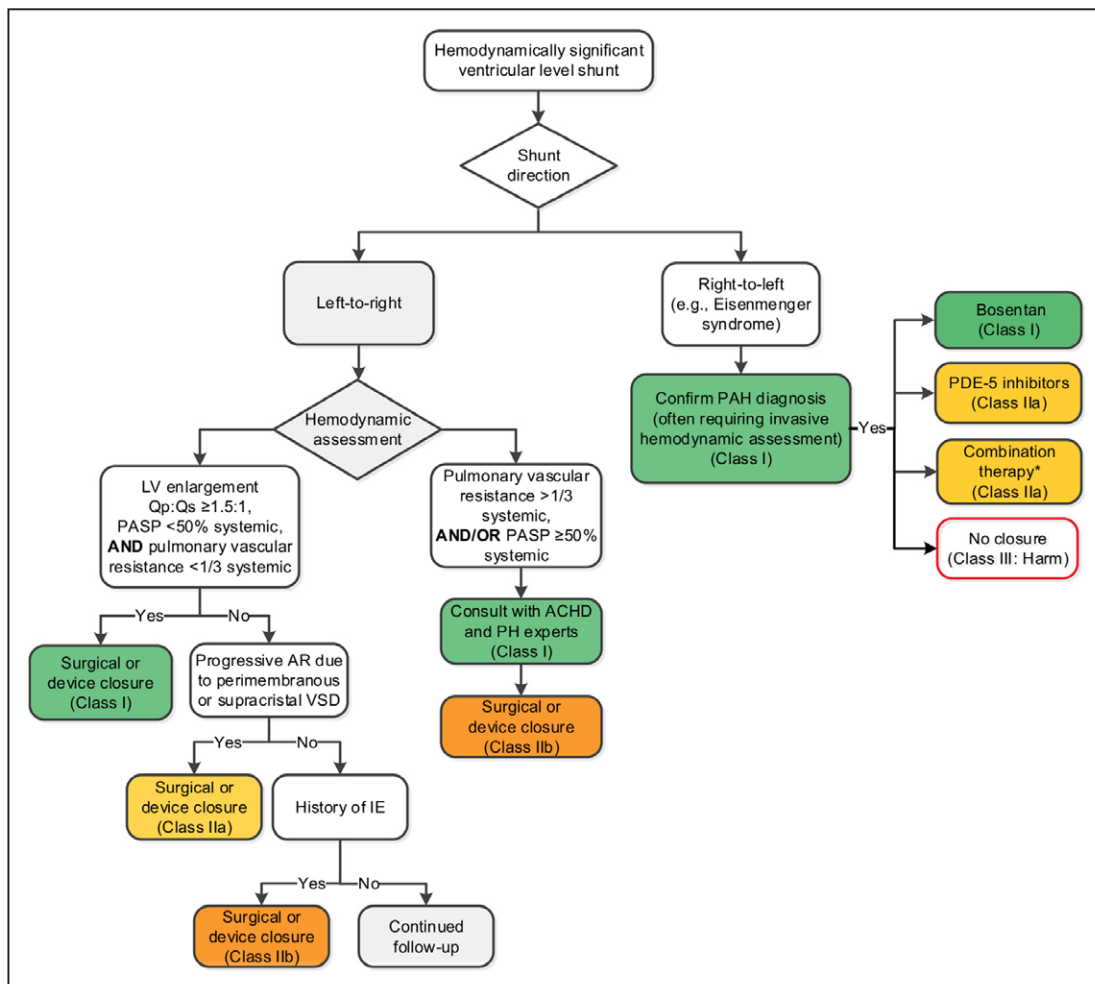 Hemodynamically significant
ventricular level shunt
Shunt
direction
Left-to-right
Right-to-left
(e.g., Eisenmenger
syndrome)
Bosentan
(Class I)
Confirm PAH diagnosis
(often requiring invasive
hemodynamic assessment)
(Class I)
Yes
PDE-5 inhibitors
(Class IIa)
Combination
therapy*
(Class IIa)
No closure
(Class III: Harm)
Hemodynamic
assessment
LV enlargement
Qp:Qs ≥1.5:1,
PASP <50% systemic,
AND pulmonary vascular
resistance <1/3 systemic
Pulmonary vascular
resistance >1/3
systemic,
AND/OR PASP ≥50%
systemic
Yes
No
Consult with ACHD
and PH experts
(Class I)
Surgical or
device closure
(Class I)
Progressive AR due
to perimembranous
or supracristal VSD
Surgical or
device closure
(Class IIb)
Yes
No
Surgical or
device closure
(Class IIa)
History of IE
Yes
No
Surgical or
device closure
(Class IIb)
Continued
follow-up